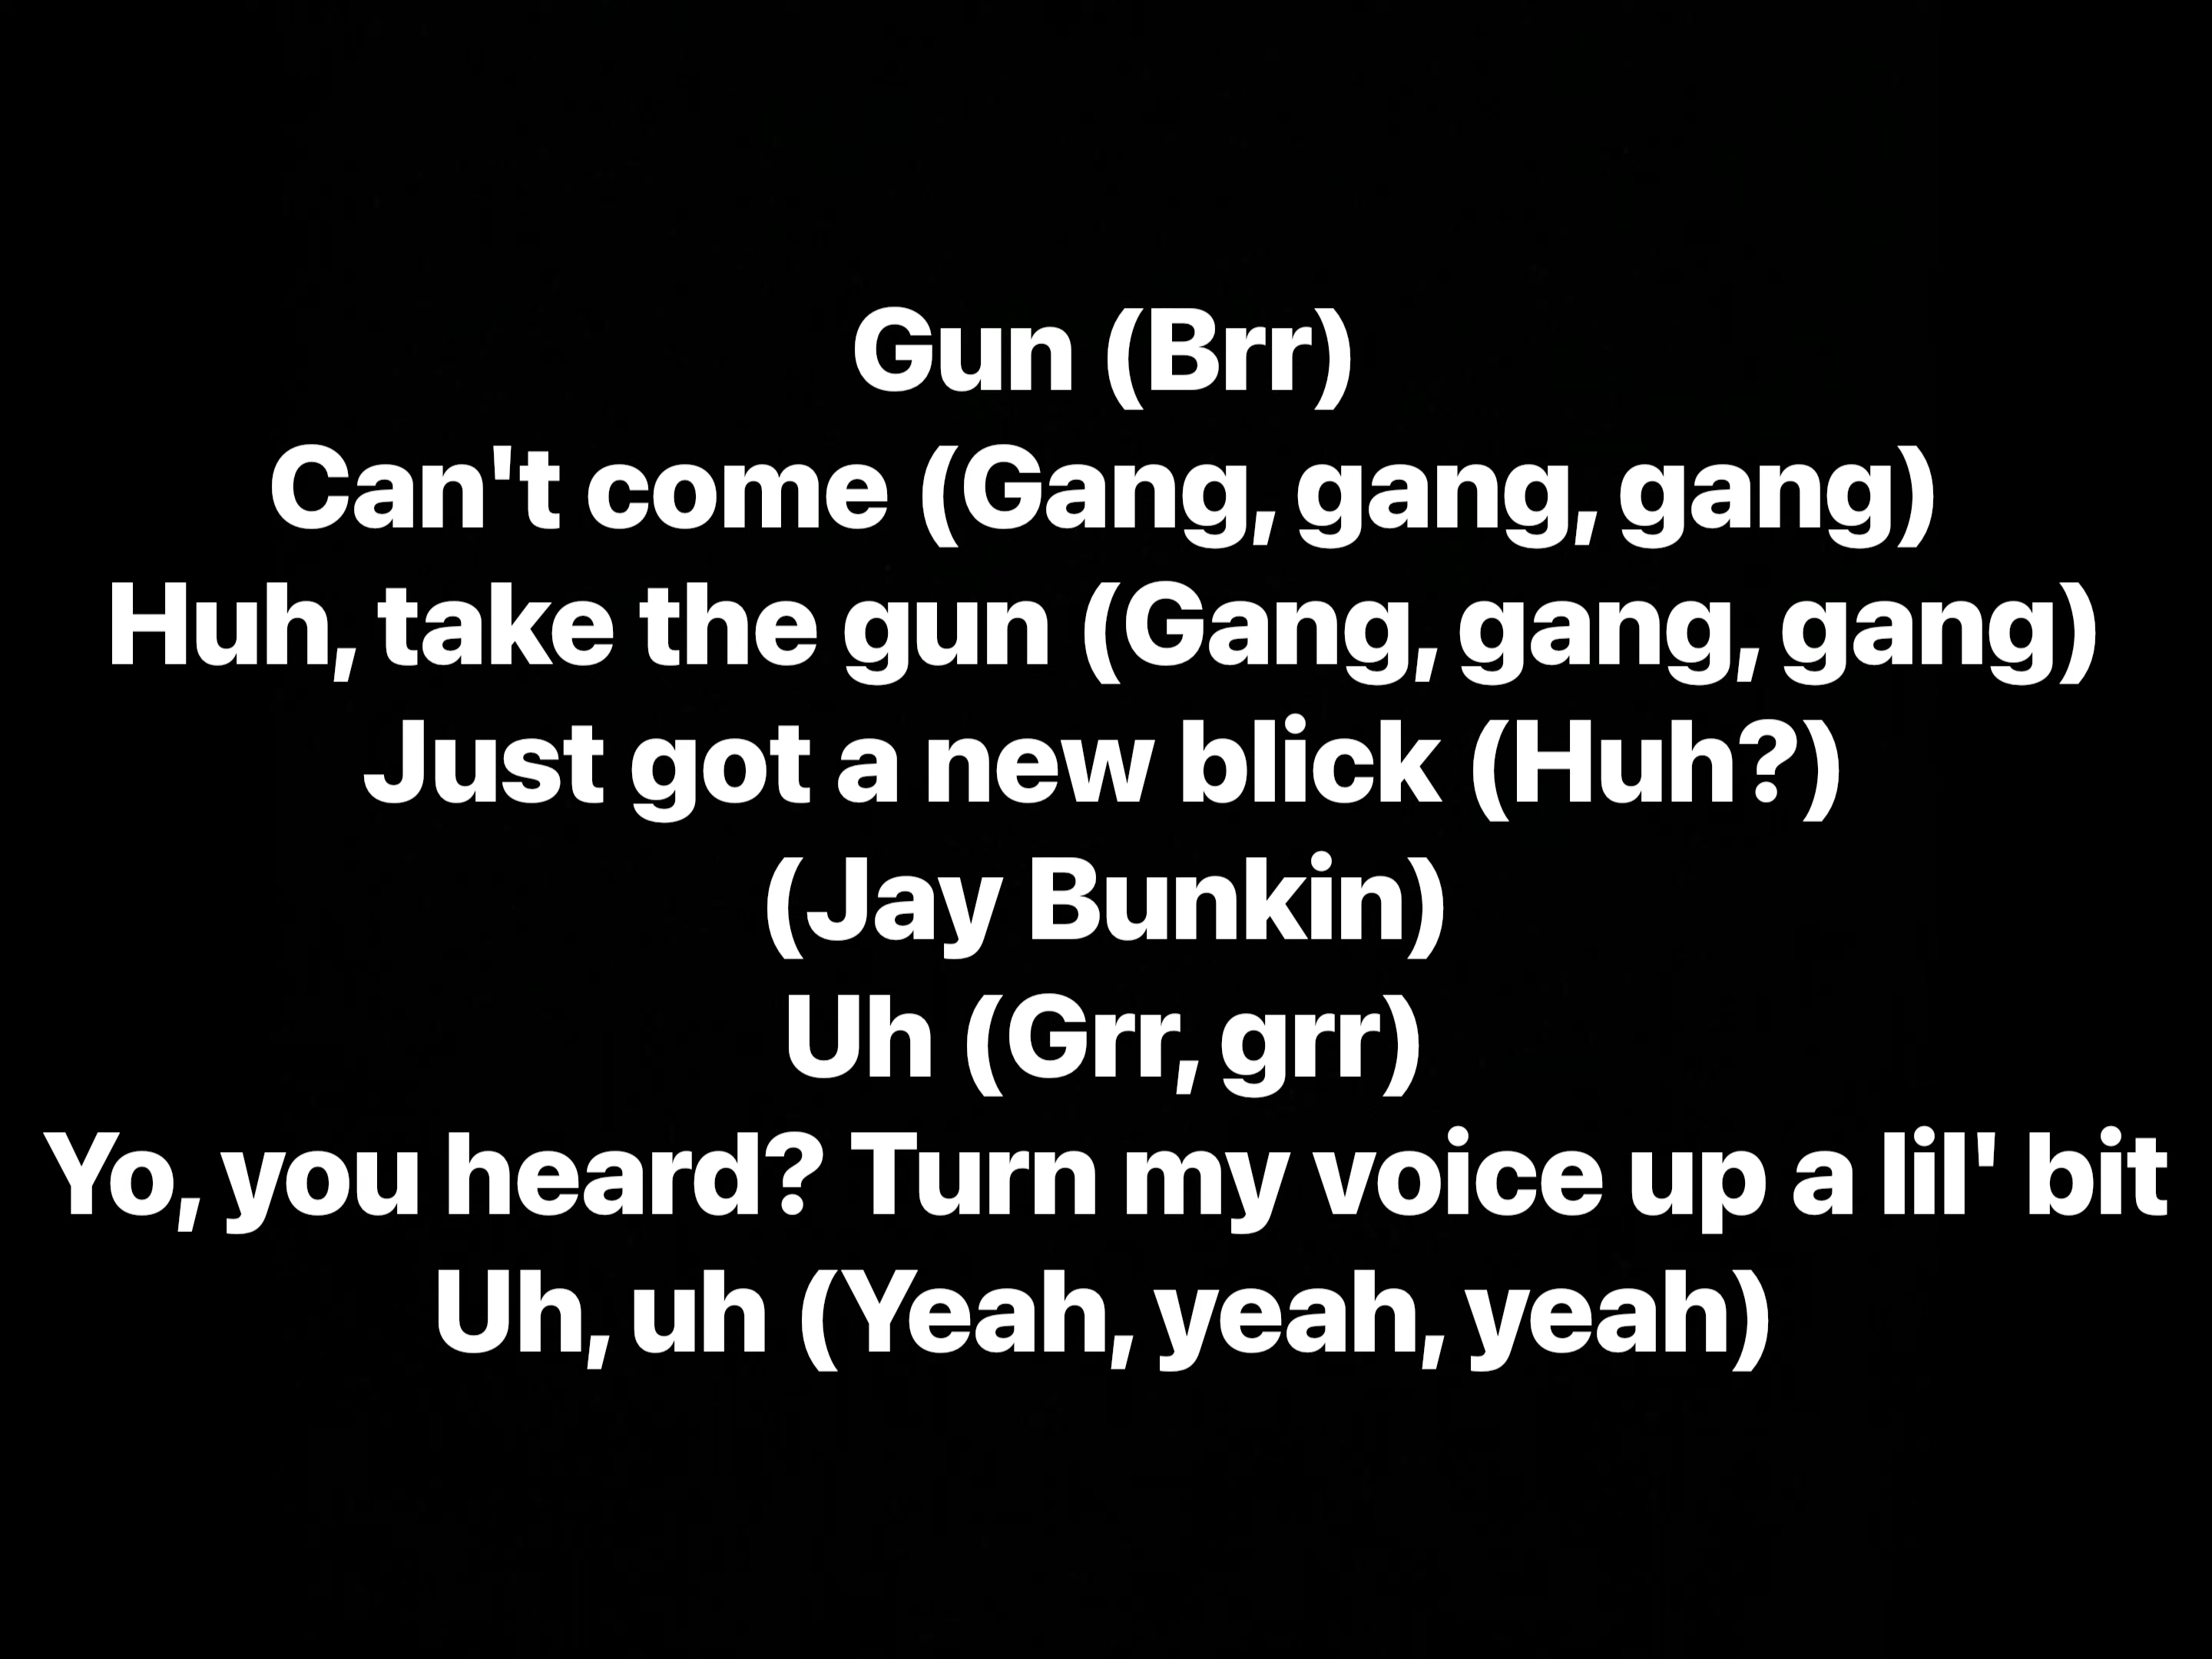 Gun (Brr)
Can't come (Gang, gang, gang)
Huh, take the gun (Gang, gang, gang)
Just got a new blick (Huh?)
(Jay Bunkin)
Uh (Grr, grr)
Yo, you heard? Turn my voice up a lil' bit
Uh, uh (Yeah, yeah, yeah)